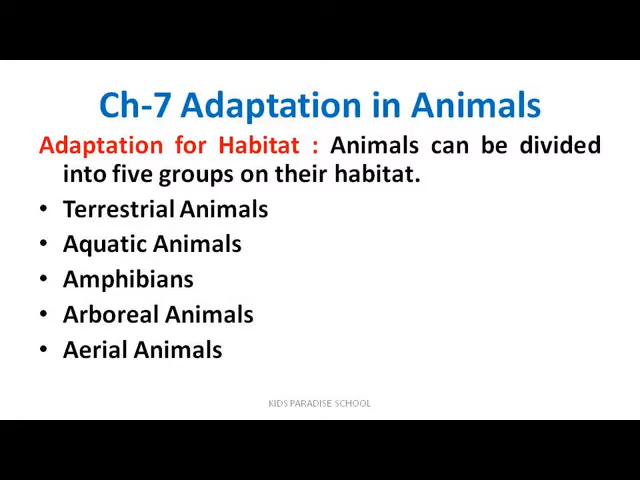 Ch-7 Adaptation in Animals
Adaptation for Habitat : Animals can be divided
into five groups on their habitat.
• Terrestrial Animals
• Aquatic Animals
• Amphibians
• Arboreal Animals
• Aerial Animals
KIDS PARADISE SCHOOL